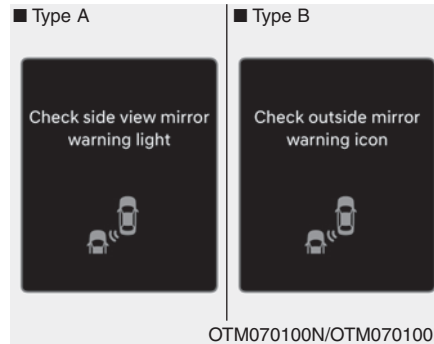 ■ Type A
Check side view mirror
warning light
■ Type B
Check outside mirror
warning icon
OTM070100N/OTM070100